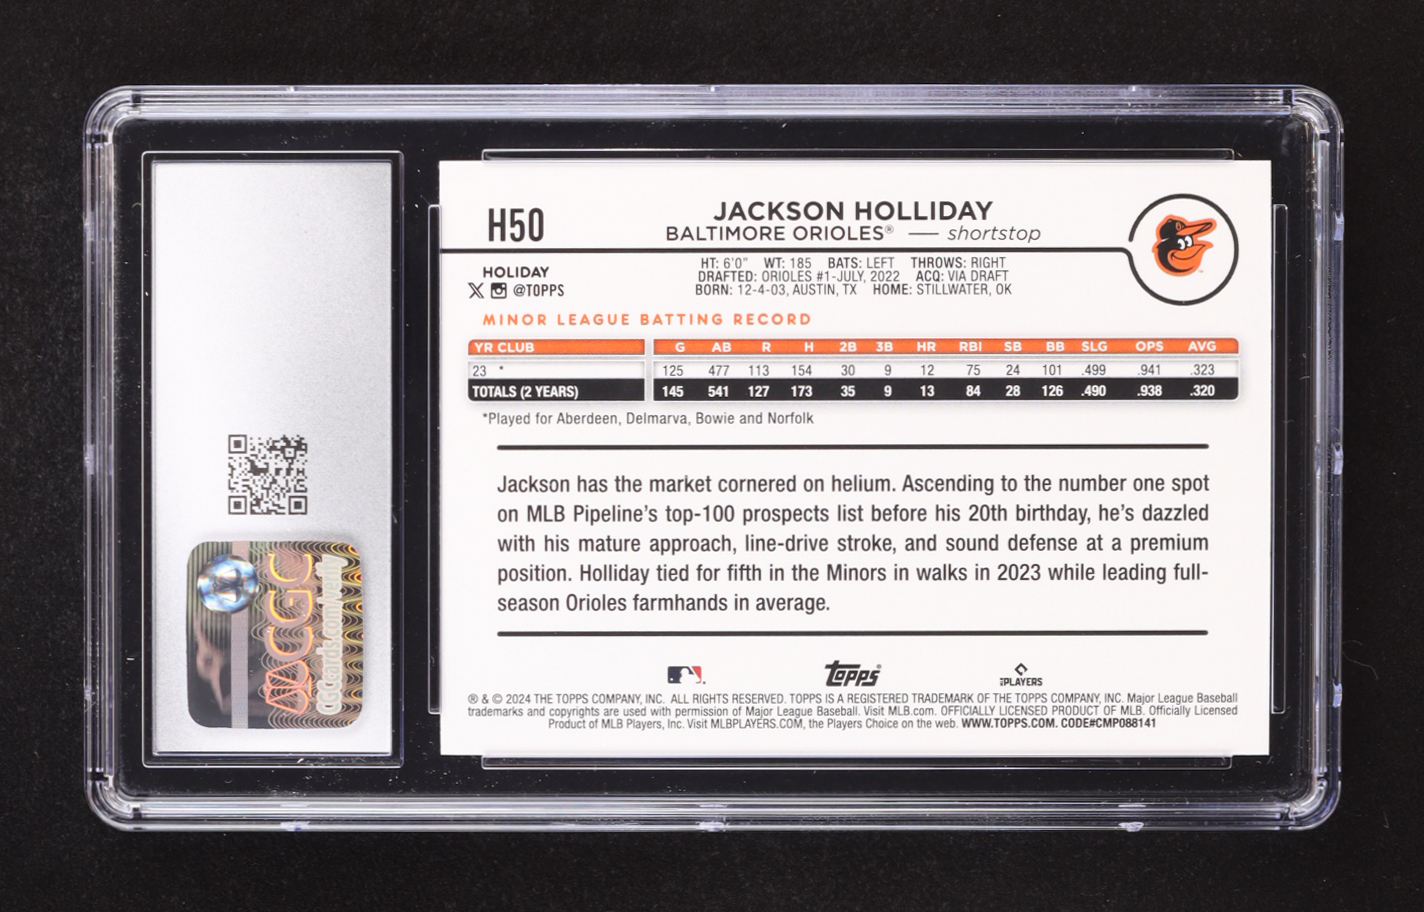 H50
JACKSON HOLLIDAY
BALTIMORE ORIOLES® — shortstop
HOLIDAY
@TOPPS
HT: 6'0" WT: 185 BATS: LEFT THROWS: RIGHT
DRAFTED: ORIOLES #1-JULY, 2022 ACQ: VIA DRAFT
BORN: 12-4-03, AUSTIN, TX HOME: STILLWATER, OK
MINOR LEAGUE BATTING RECORD
YR CLUB G AB R H 2B 3B HR RBI SB BB SLG OPS AVG
23 * 125 477 113 154 30 9 12 75 24 101 .499 .941 .323
TOTALS (2 YEARS) 145 541 127 173 35 9 13 84 28 126 .490 .938 .320
*Played for Aberdeen, Delmarva, Bowie and Norfolk
Jackson has the market cornered on helium. Ascending to the number one spot
on MLB Pipeline's top-100 prospects list before his 20th birthday, he's dazzled
with his mature approach, line-drive stroke, and sound defense at a premium
position. Holliday tied for fifth in the Minors in walks in 2023 while leading full-
season Orioles farmhands in average.
Topps®
PLAYERS
® & © 2024 THE TOPPS COMPANY, INC. ALL RIGHTS RESERVED. TOPPS IS A REGISTERED TRADEMARK OF THE TOPPS COMPANY, INC. Major League Baseball
trademarks and copyrights are used with permission of Major League Baseball. Visit MLB.com. OFFICIALLY LICENSED PRODUCT OF MLB. Officially Licensed
Product of MLB Players, Inc. Visit MLBPLAYERS.COM, the Players Choice on the web. WWW.TOPPS.COM. CODE#CMP088141
CGC
CGCcards.com/verify